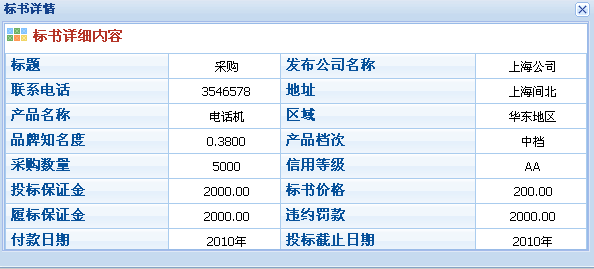 标书详情
标书详细内容
标题 采购 发布公司名称 上海公司
联系电话 3546578 地址 上海闸北
产品名称 电话机 区域 华东地区
品牌知名度 0.3800 产品档次 中档
采购数量 5000 信用等级 AA
投标保证金 2000.00 标书价格 200.00
履标保证金 2000.00 违约罚款 2000.00
付款日期 2010年 投标截止日期 2010年